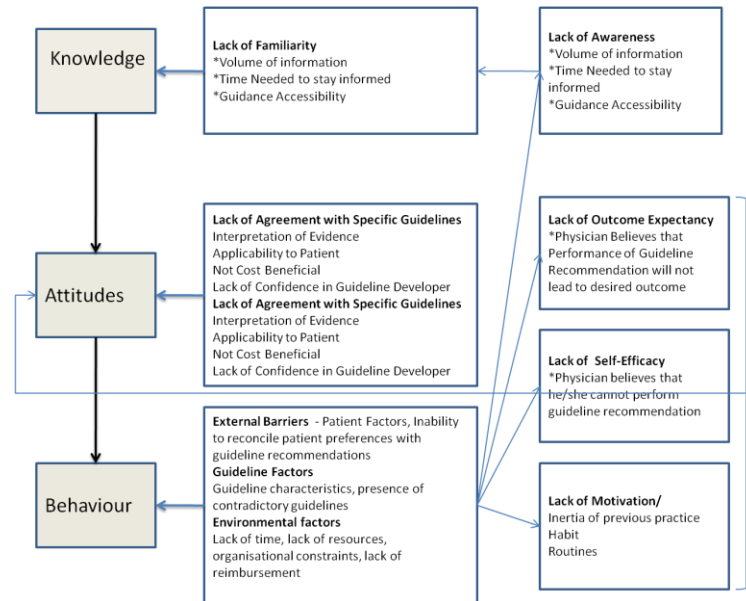 Knowledge
Lack of Familiarity
*Volume of information
*Time Needed to stay informed
*Guidance Accessibility
Lack of Awareness
*Volume of information
*Time Needed to stay
informed
*Guidance Accessibility
Attitudes
Lack of Agreement with Specific Guidelines
Interpretation of Evidence
Applicability to Patient
Not Cost Beneficial
Lack of Confidence in Guideline Developer
Lack of Agreement with Specific Guidelines
Interpretation of Evidence
Applicability to Patient
Not Cost Beneficial
Lack of Confidence in Guideline Developer
Lack of Outcome Expectancy
*Physician Believes that
Performance of Guideline
Recommendation will not
lead to desired outcome
Lack of Self-Efficacy
*Physician believes that
he/she cannot perform
guideline recommendation
Behaviour
External Barriers - Patient Factors, Inability
to reconcile patient preferences with
guideline recommendations
Guideline Factors
Guideline characteristics, presence of
contradictory guidelines
Environmental factors
Lack of time, lack of resources,
organisational constraints, lack of
reimbursement
Lack of Motivation/
Inertia of previous practice
Habit
Routines